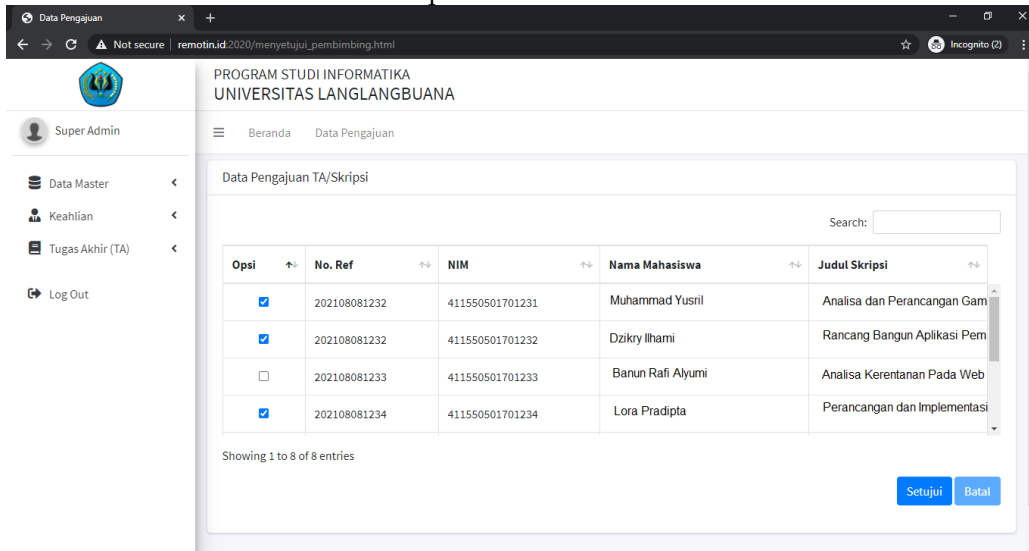 Data Pengajuan
Not secure | remotin.id:2020/menyetujui_pembimbing.html
Incognito (2)
PROGRAM STUDI INFORMATIKA
UNIVERSITAS LANGLANGBUANA
Super Admin
Beranda Data Pengajuan
Data Master
Keahlian
Tugas Akhir (TA)
Log Out
Data Pengajuan TA/Skripsi
Search:
Opsi No. Ref NIM Nama Mahasiswa Judul Skripsi
202108081232 411550501701231 Muhammad Yusril Analisa dan Perancangan Gam
202108081232 411550501701232 Dzikry Ilhami Rancang Bangun Aplikasi Pem
202108081233 411550501701233 Banun Rafi Alyumi Analisa Kerentanan Pada Web
202108081234 411550501701234 Lora Pradipta Perancangan dan Implementasi
Showing 1 to 8 of 8 entries
Setujui Batal